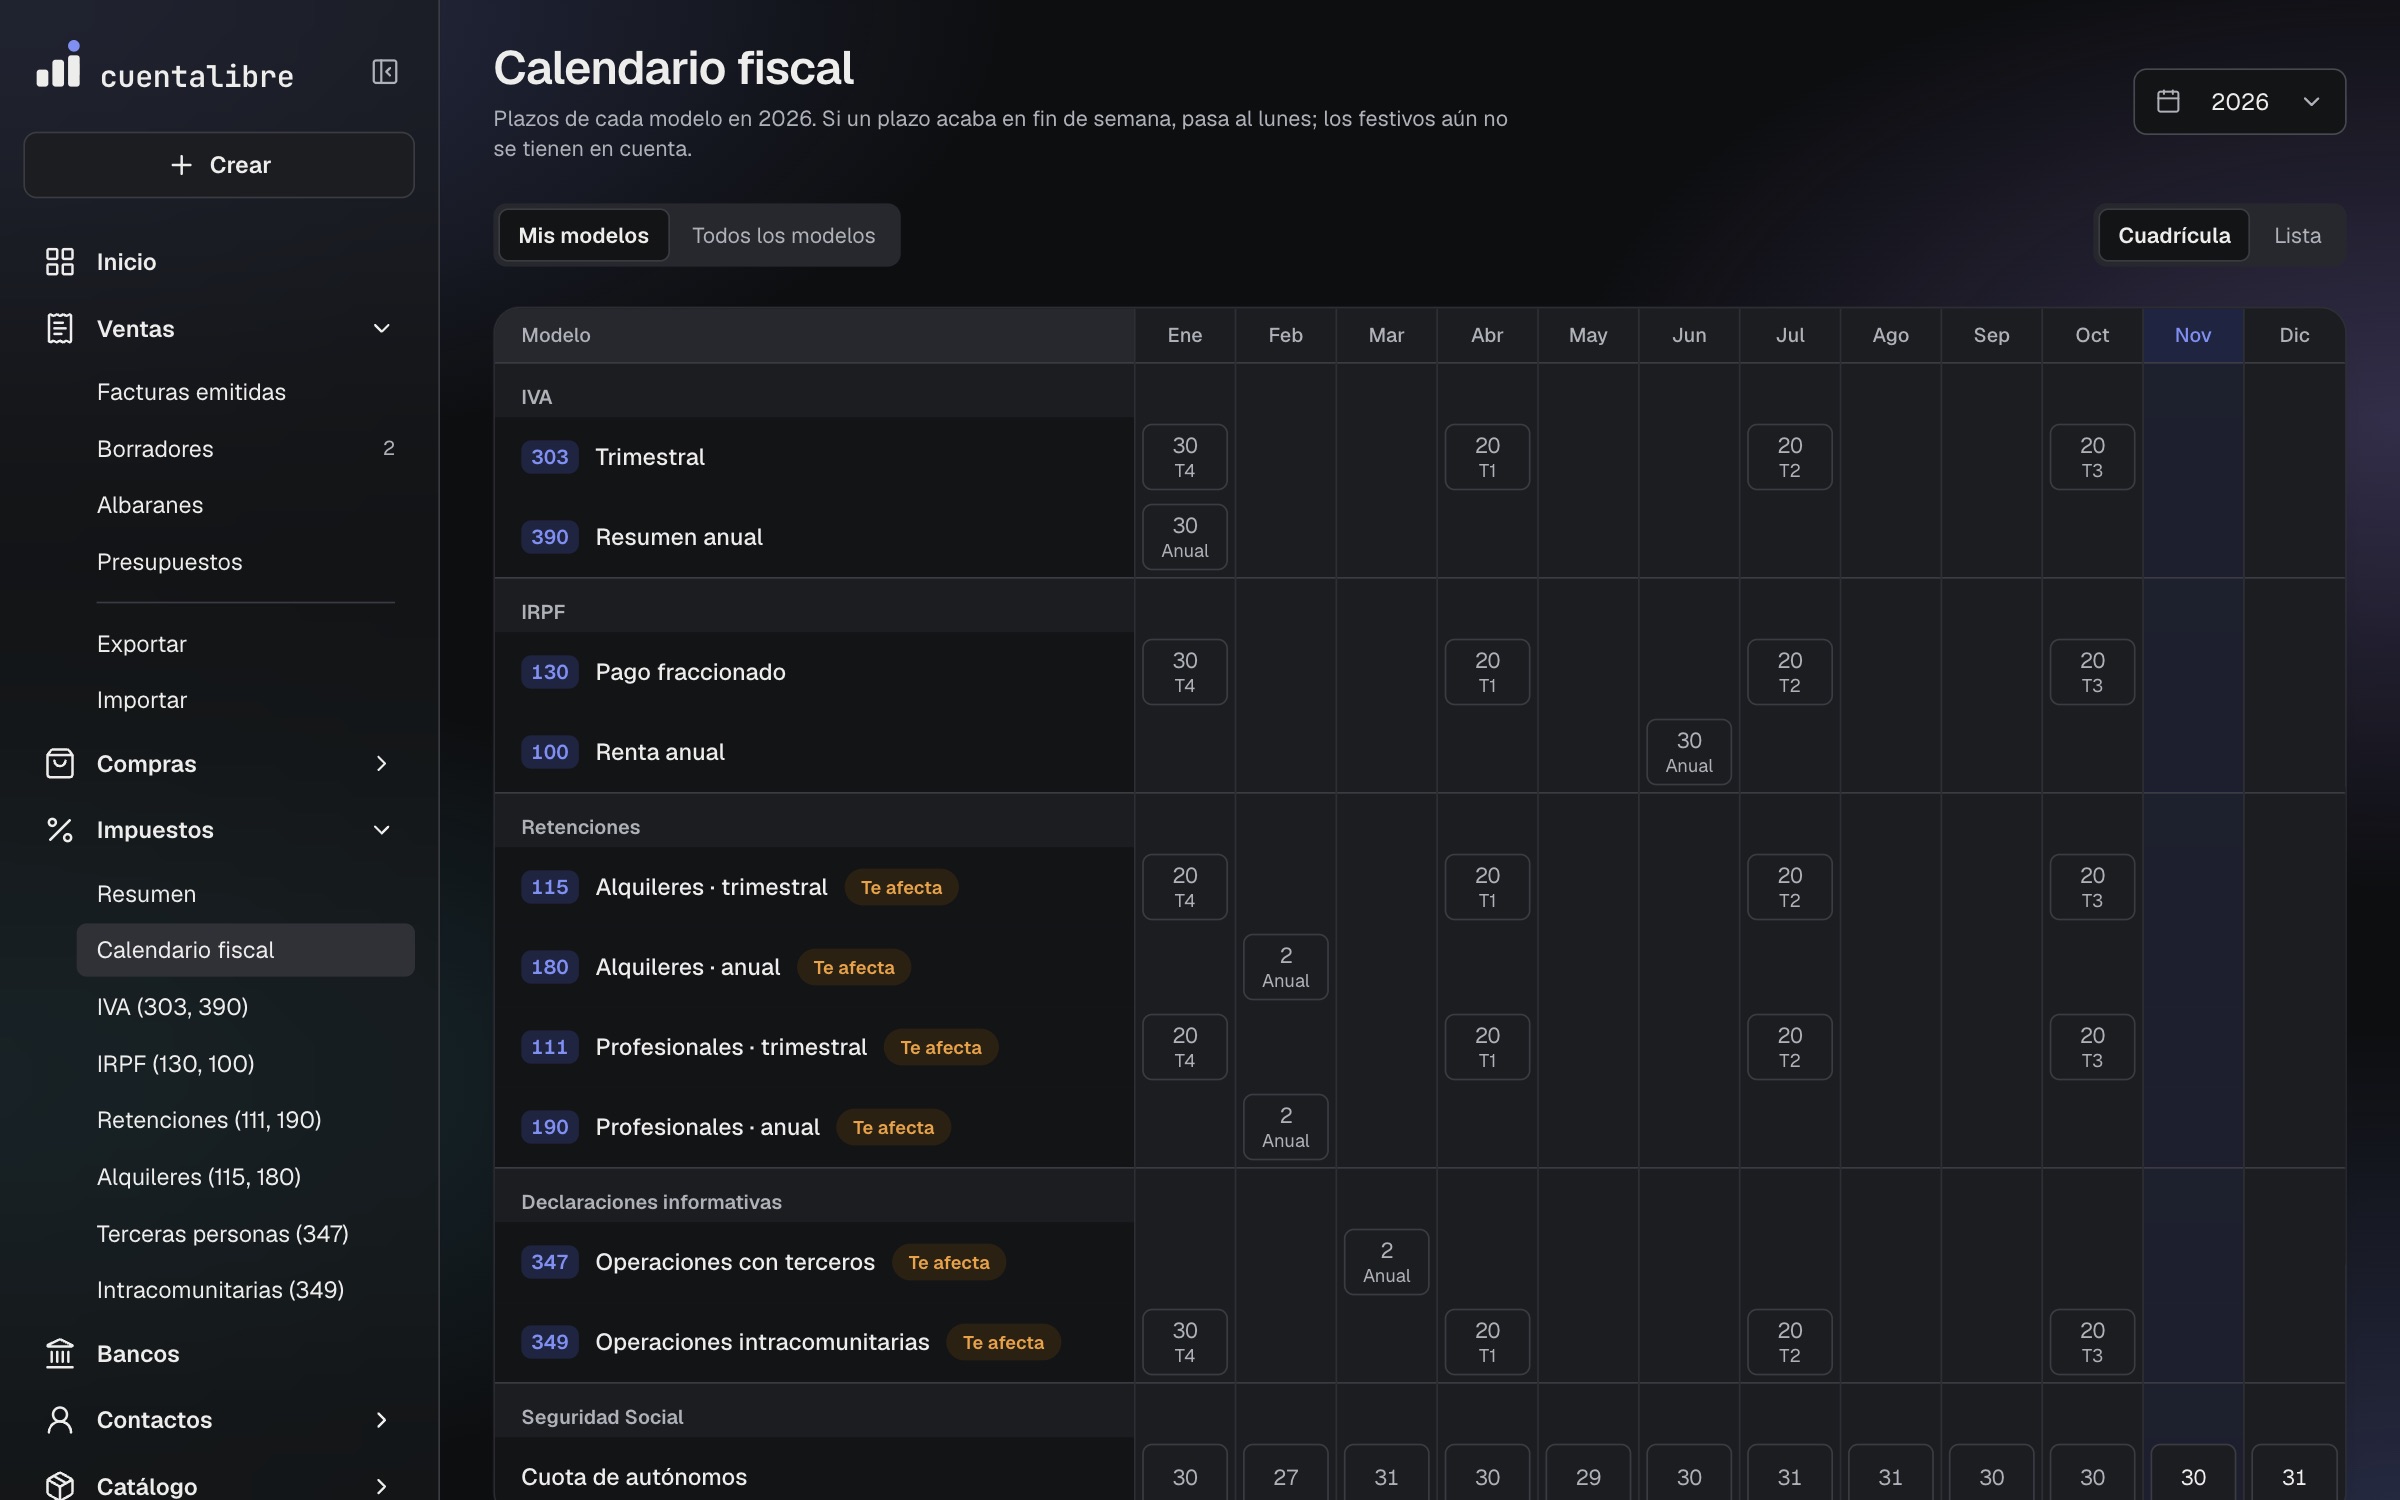 cuentalibre
Crear
Inicio
Ventas
Facturas emitidas
Borradores 2
Albaranes
Presupuestos
Exportar
Importar
Compras
Impuestos
Resumen
Calendario fiscal
IVA (303, 390)
IRPF (130, 100)
Retenciones (111, 190)
Alquileres (115, 180)
Terceras personas (347)
Intracomunitarias (349)
Bancos
Contactos
Catálogo
Calendario fiscal
Plazos de cada modelo en 2026. Si un plazo acaba en fin de semana, pasa al lunes; los festivos aún no
se tienen en cuenta.
2026
Mis modelos Todos los modelos
Cuadrícula Lista
Modelo Ene Feb Mar Abr May Jun Jul Ago Sep Oct Nov Dic
IVA
303 Trimestral 30 T4 20 T1 20 T2 20 T3
390 Resumen anual 30 Anual
IRPF
130 Pago fraccionado 30 T4 20 T1 20 T2 20 T3
100 Renta anual 30 Anual
Retenciones
115 Alquileres · trimestral Te afecta 20 T4 20 T1 20 T2 20 T3
180 Alquileres · anual Te afecta 2 Anual
111 Profesionales · trimestral Te afecta 20 T4 20 T1 20 T2 20 T3
190 Profesionales · anual Te afecta 2 Anual
Declaraciones informativas
347 Operaciones con terceros Te afecta 2 Anual
349 Operaciones intracomunitarias Te afecta 30 T4 20 T1 20 T2 20 T3
Seguridad Social
Cuota de autónomos 30 27 31 30 29 30 31 31 30 30 30 31